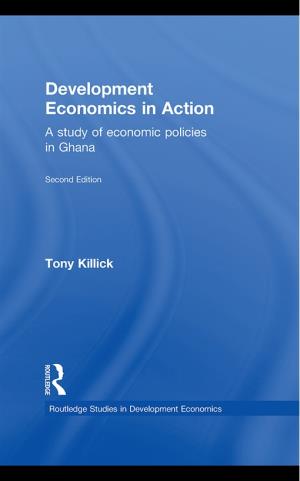 Development
Economics in Action
A study of economic policies
in Ghana
Second Edition
Tony Killick
ROUTLEDGE
Routledge Studies in Development Economics